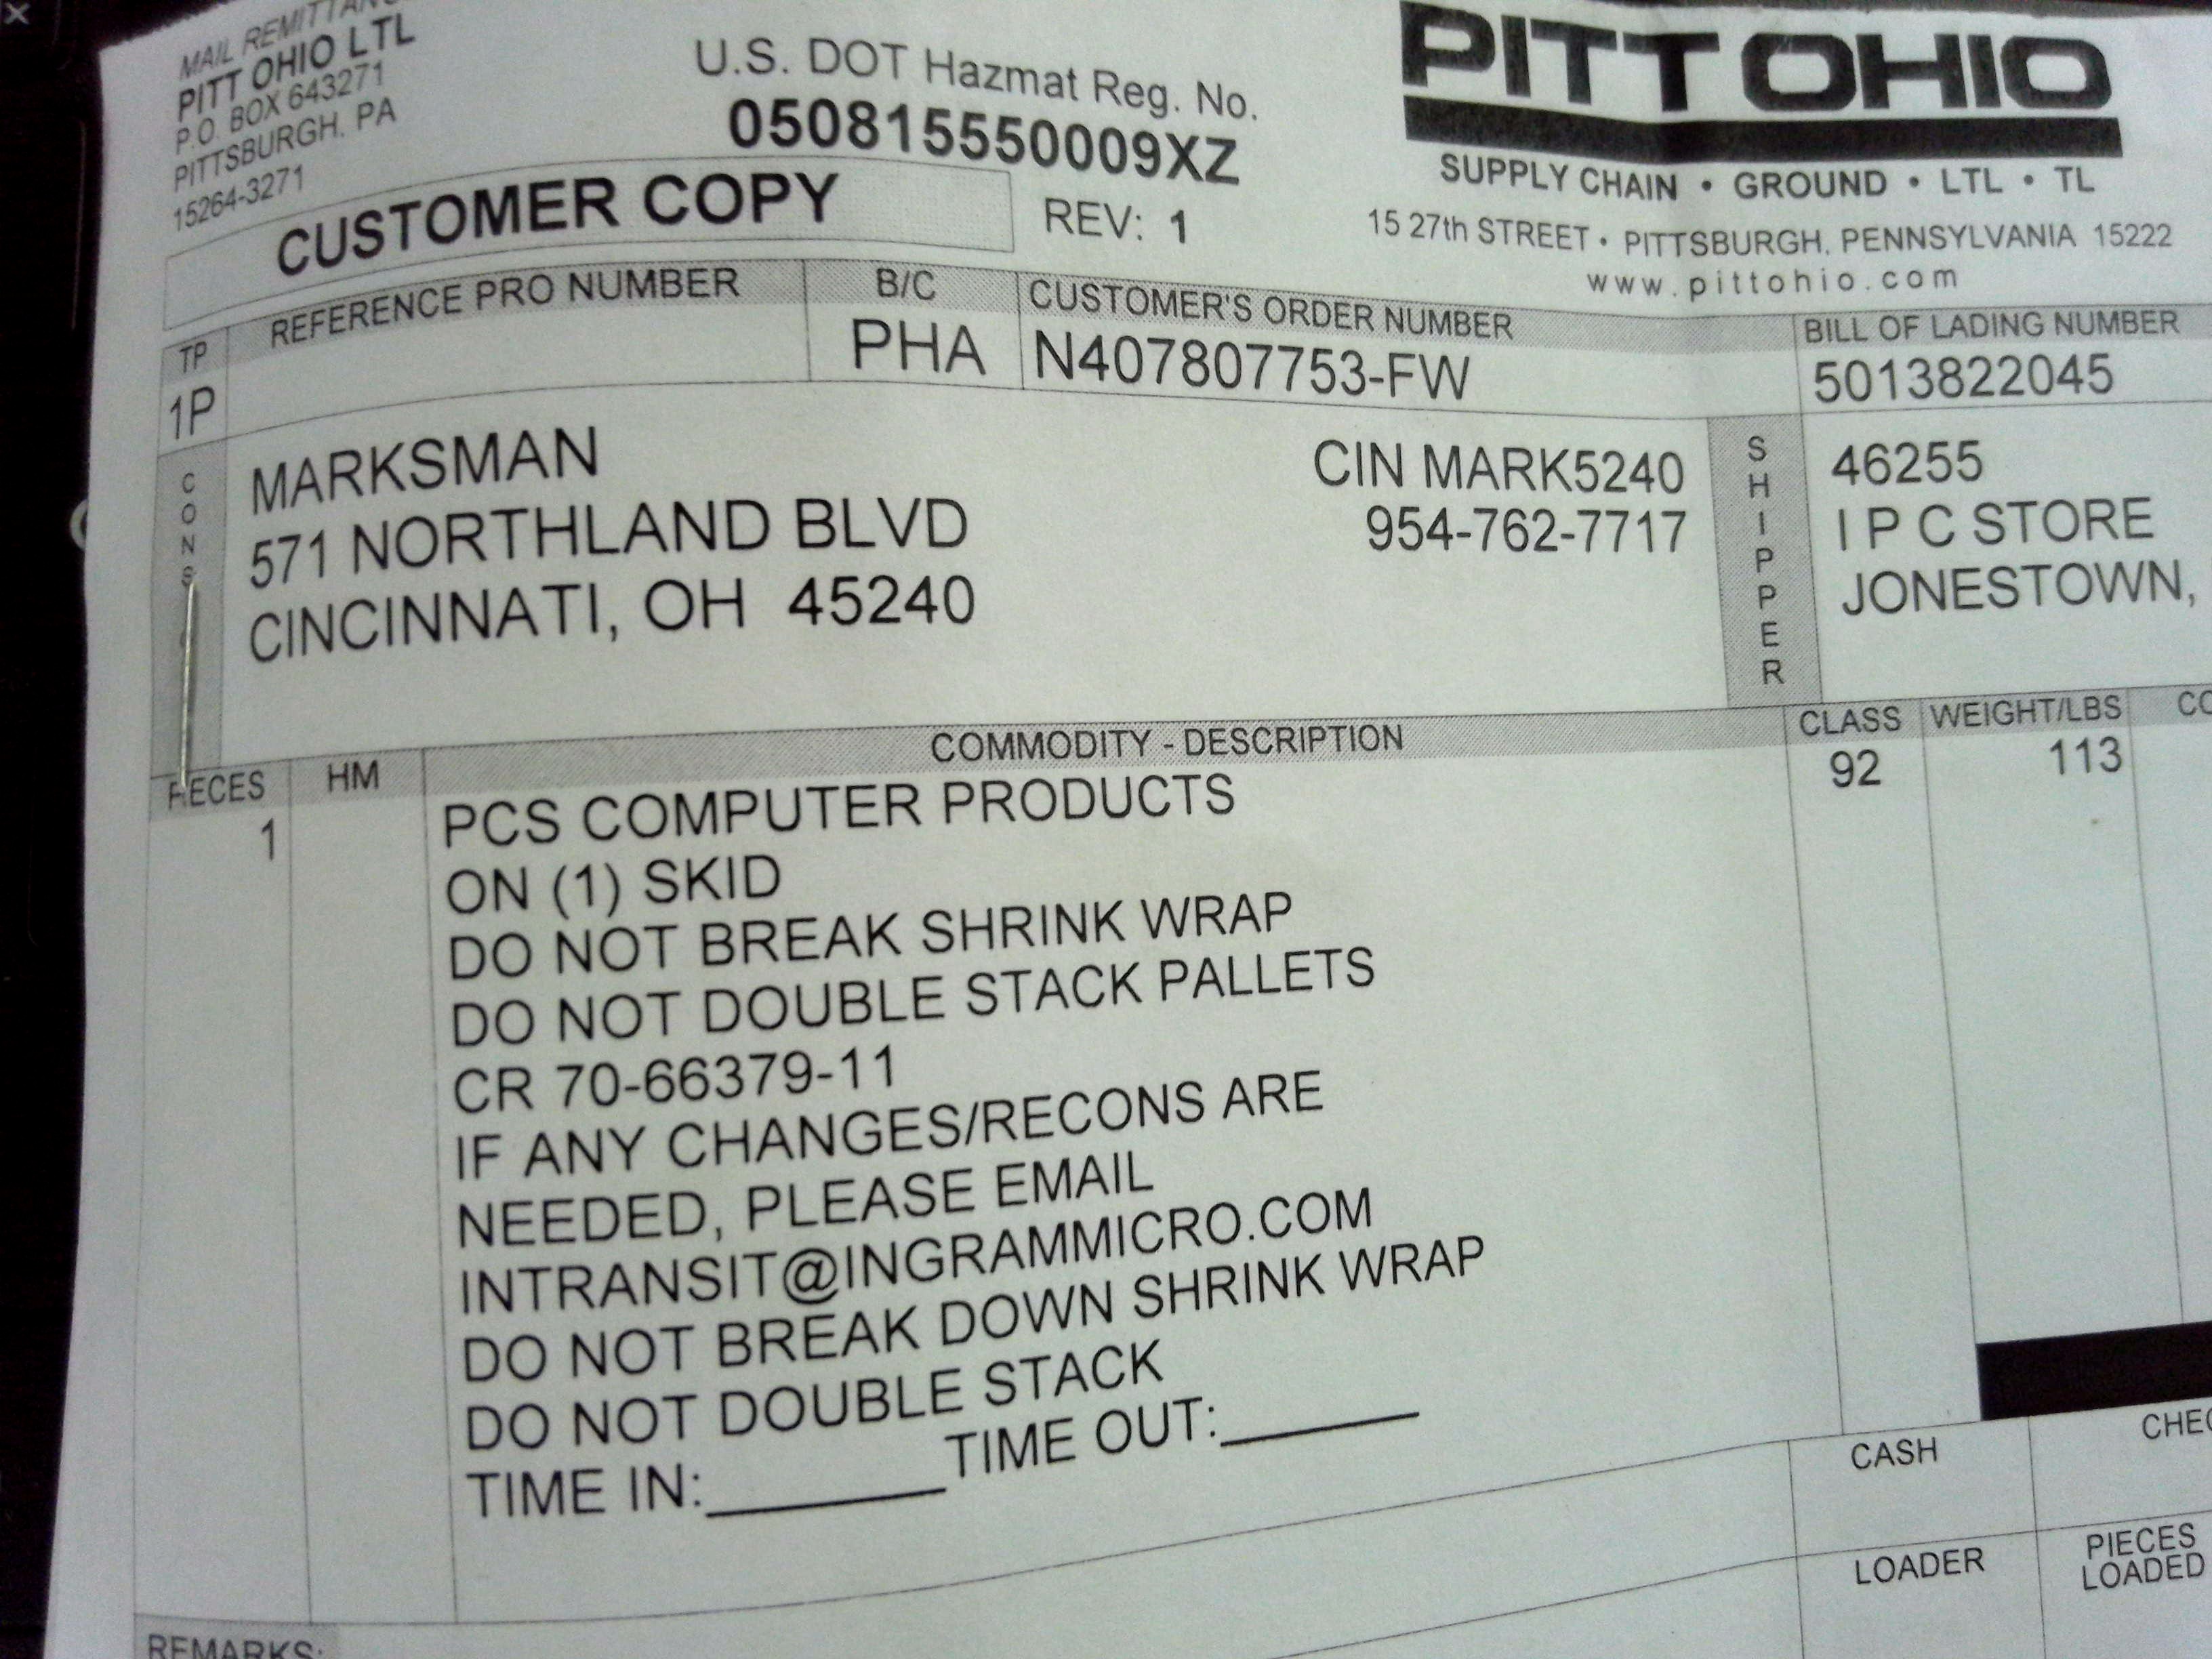 MAIL REMITTANC
PITT OHIO LTL
P.O. BOX 643271
PITTSBURGH, PA
15264-3271
U.S. DOT Hazmat Reg. No.
050815550009XZ
REV: 1
CUSTOMER COPY
PITT OHIO
SUPPLY CHAIN • GROUND • LTL • TL
15 27th STREET • PITTSBURGH, PENNSYLVANIA 15222
www.pittohio.com
TP REFERENCE PRO NUMBER B/C CUSTOMER'S ORDER NUMBER BILL OF LADING NUMBER
1P PHA N407807753-FW 5013822045
CONS
MARKSMAN CIN MARK5240
571 NORTHLAND BLVD 954-762-7717
CINCINNATI, OH 45240
SHIPPER
46255
I P C STORE
JONESTOWN,
PIECES HM COMMODITY - DESCRIPTION CLASS WEIGHT/LBS CO
1 PCS COMPUTER PRODUCTS 92 113
ON (1) SKID
DO NOT BREAK SHRINK WRAP
DO NOT DOUBLE STACK PALLETS
CR 70-66379-11
IF ANY CHANGES/RECONS ARE
NEEDED, PLEASE EMAIL
INTRANSIT@INGRAMMICRO.COM
DO NOT BREAK DOWN SHRINK WRAP
DO NOT DOUBLE STACK
TIME IN:______ TIME OUT:______
CASH CHEC
LOADER PIECES
LOADED
REMARKS: